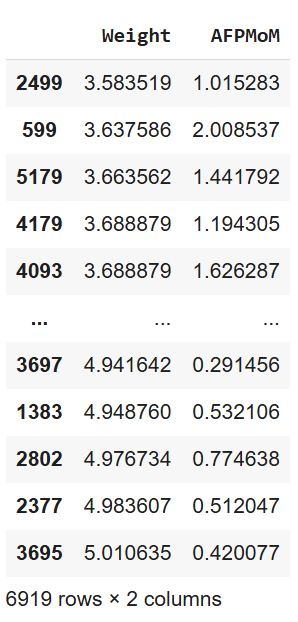 Weight AFPMoM
2499 3.583519 1.015283
599 3.637586 2.008537
5179 3.663562 1.441792
4179 3.688879 1.194305
4093 3.688879 1.626287
... ... ...
3697 4.941642 0.291456
1383 4.948760 0.532106
2802 4.976734 0.774638
2377 4.983607 0.512047
3695 5.010635 0.420077
6919 rows × 2 columns